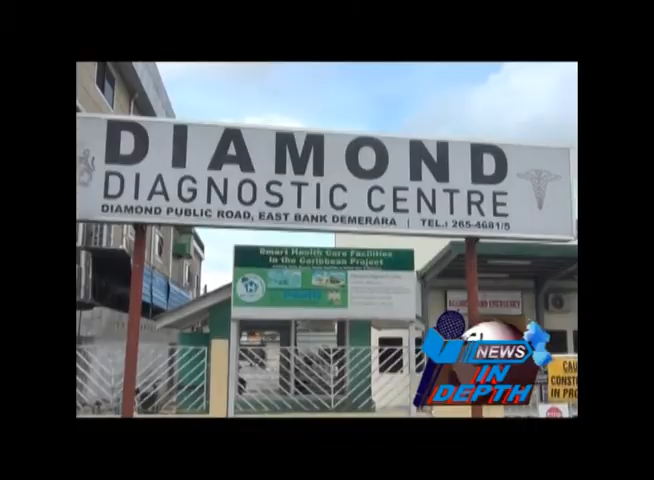 DIAMOND
DIAGNOSTIC CENTRE
DIAMOND PUBLIC ROAD, EAST BANK DEMERARA | TEL.: 265-4681/5
Smart Health Care Facilities
in the Caribbean Project
NEWS
IN
DEPTH